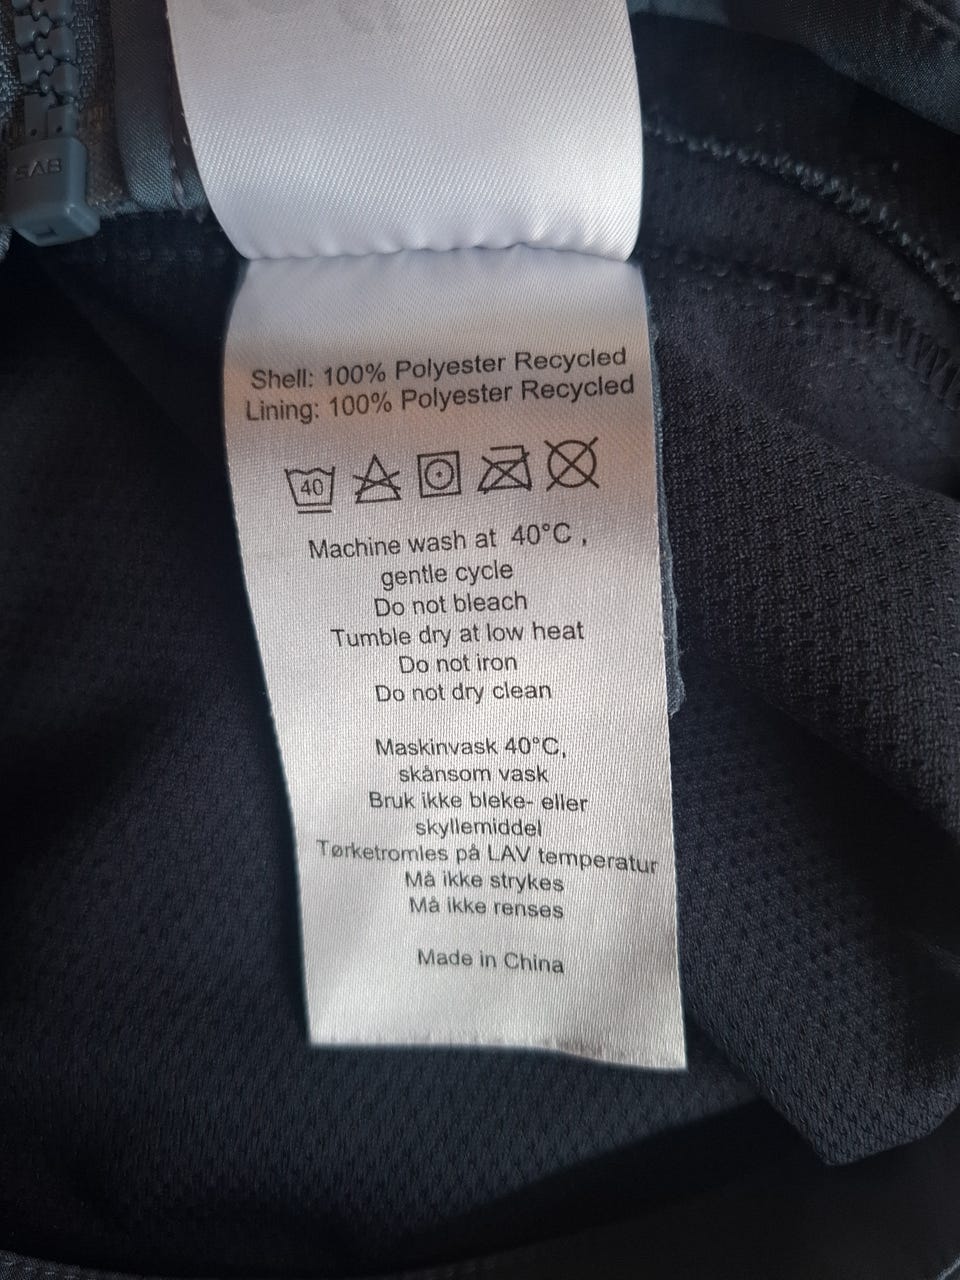 SAB
Shell: 100% Polyester Recycled
Lining: 100% Polyester Recycled
40
Machine wash at 40°C ,
gentle cycle
Do not bleach
Tumble dry at low heat
Do not iron
Do not dry clean
Maskinvask 40°C,
skånsom vask
Bruk ikke bleke- eller
skyllemiddel
Tørketromles på LAV temperatur
Må ikke strykes
Må ikke renses
Made in China